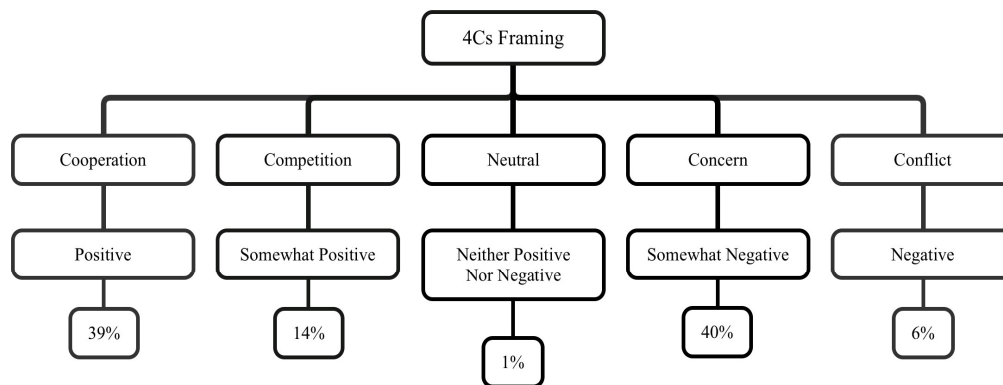 4Cs Framing
Cooperation
Competition
Neutral
Concern
Conflict
Positive
Somewhat Positive
Neither Positive
Nor Negative
Somewhat Negative
Negative
39%
14%
1%
40%
6%